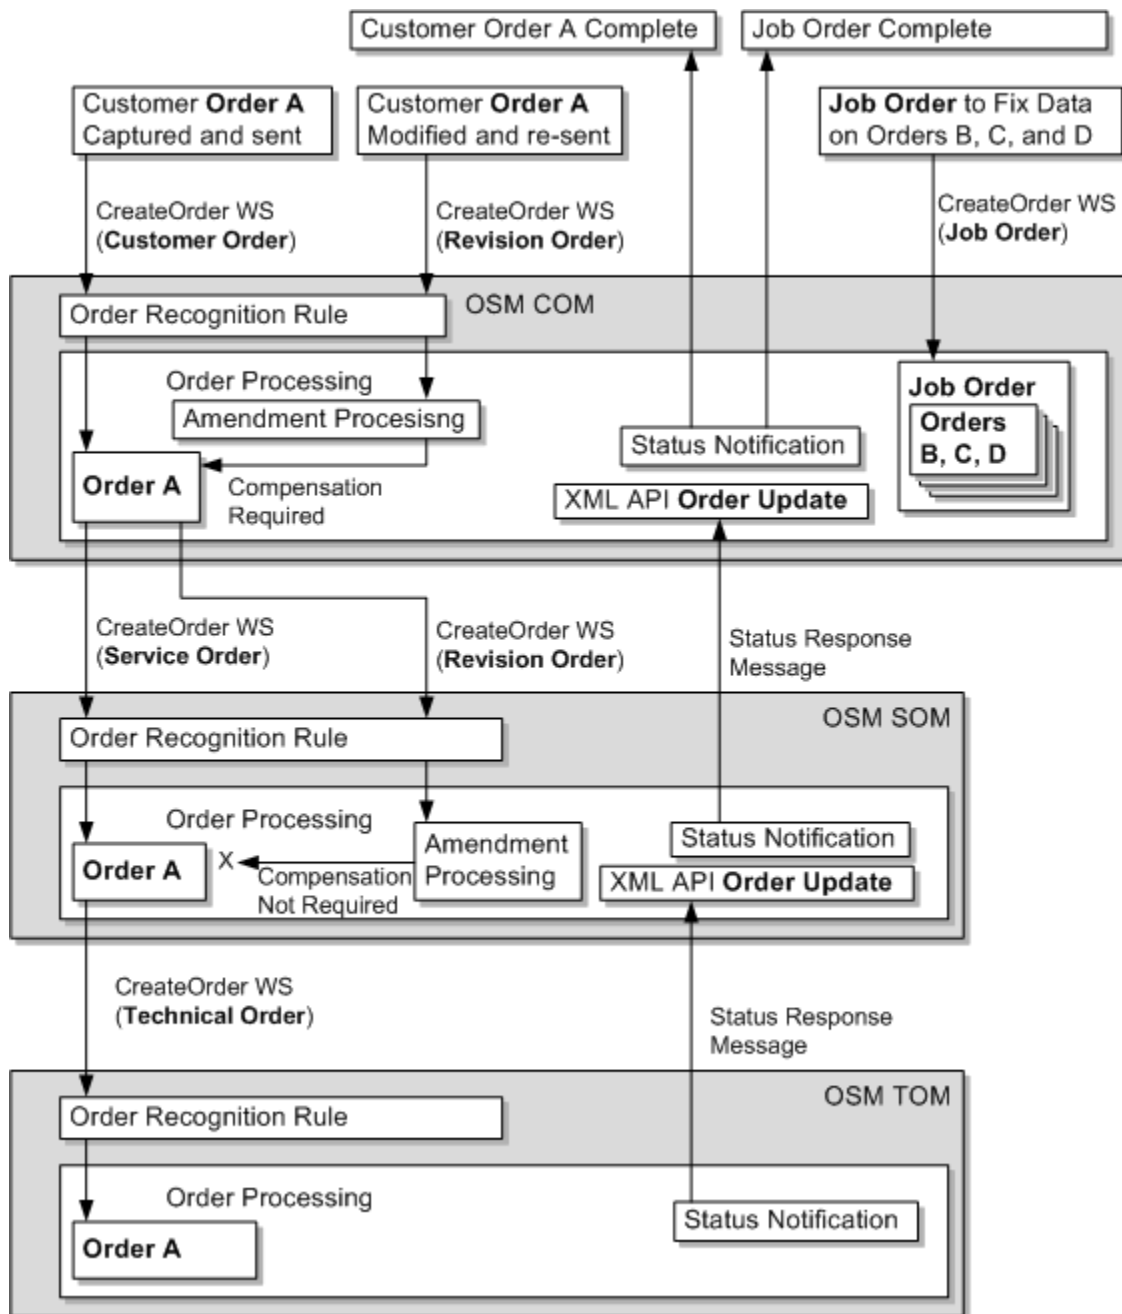 Customer Order A Complete
Job Order Complete
Customer Order A
Captured and sent
Customer Order A
Modified and re-sent
Job Order to Fix Data
on Orders B, C, and D
CreateOrder WS
(Customer Order)
CreateOrder WS
(Revision Order)
CreateOrder WS
(Job Order)
OSM COM
Order Recognition Rule
Order Processing
Amendment Procesisng
Order A
Compensation
Required
Status Notification
XML API Order Update
Job Order
Orders
B, C, D
CreateOrder WS
(Service Order)
CreateOrder WS
(Revision Order)
Status Response
Message
OSM SOM
Order Recognition Rule
Order Processing
Order A
X
Compensation
Not Required
Amendment
Processing
Status Notification
XML API Order Update
CreateOrder WS
(Technical Order)
Status Response
Message
OSM TOM
Order Recognition Rule
Order Processing
Order A
Status Notification